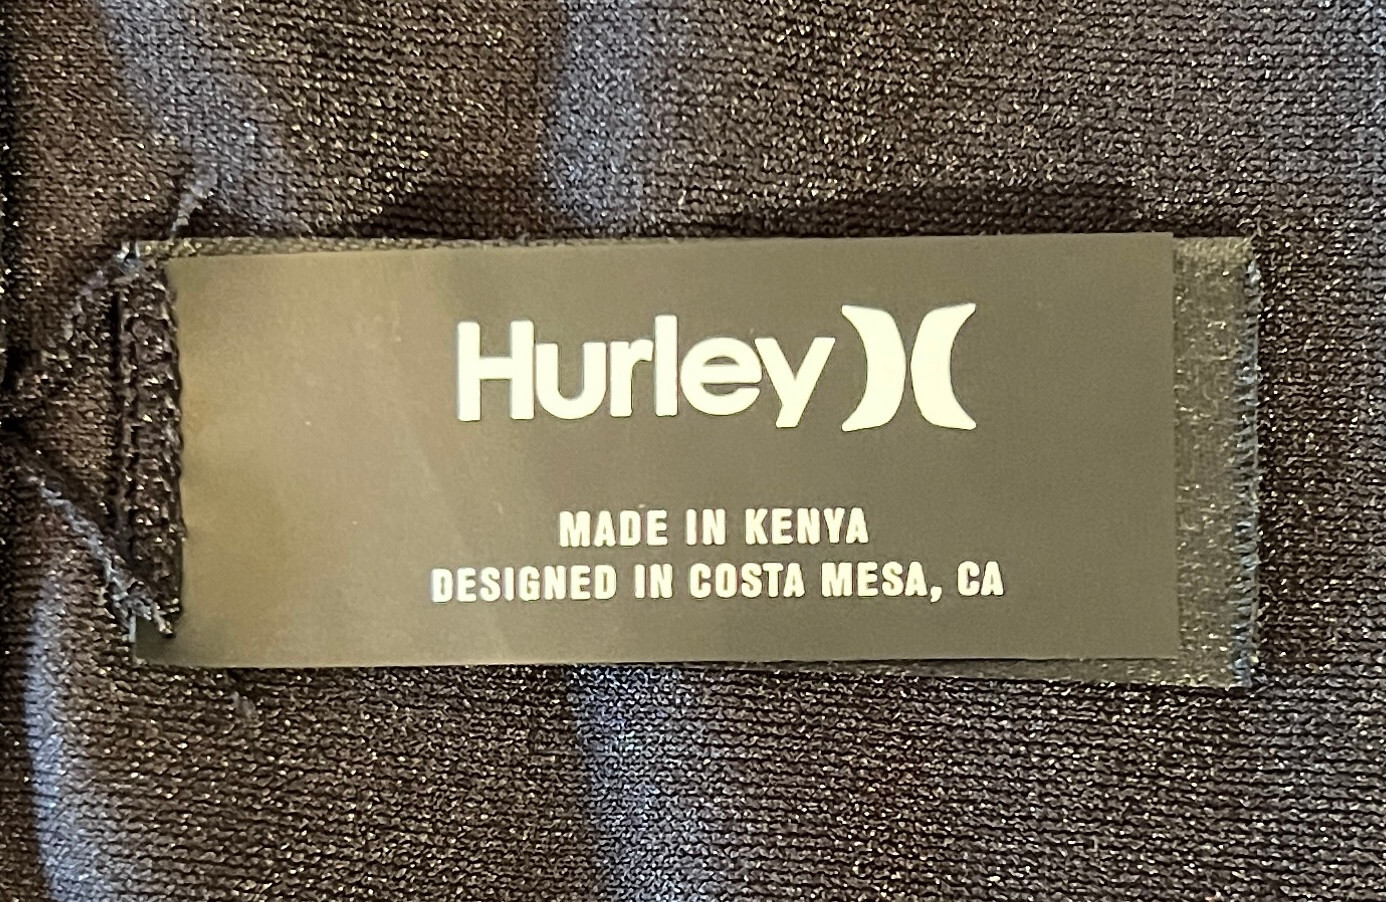 Hurley
MADE IN KENYA
DESIGNED IN COSTA MESA, CA